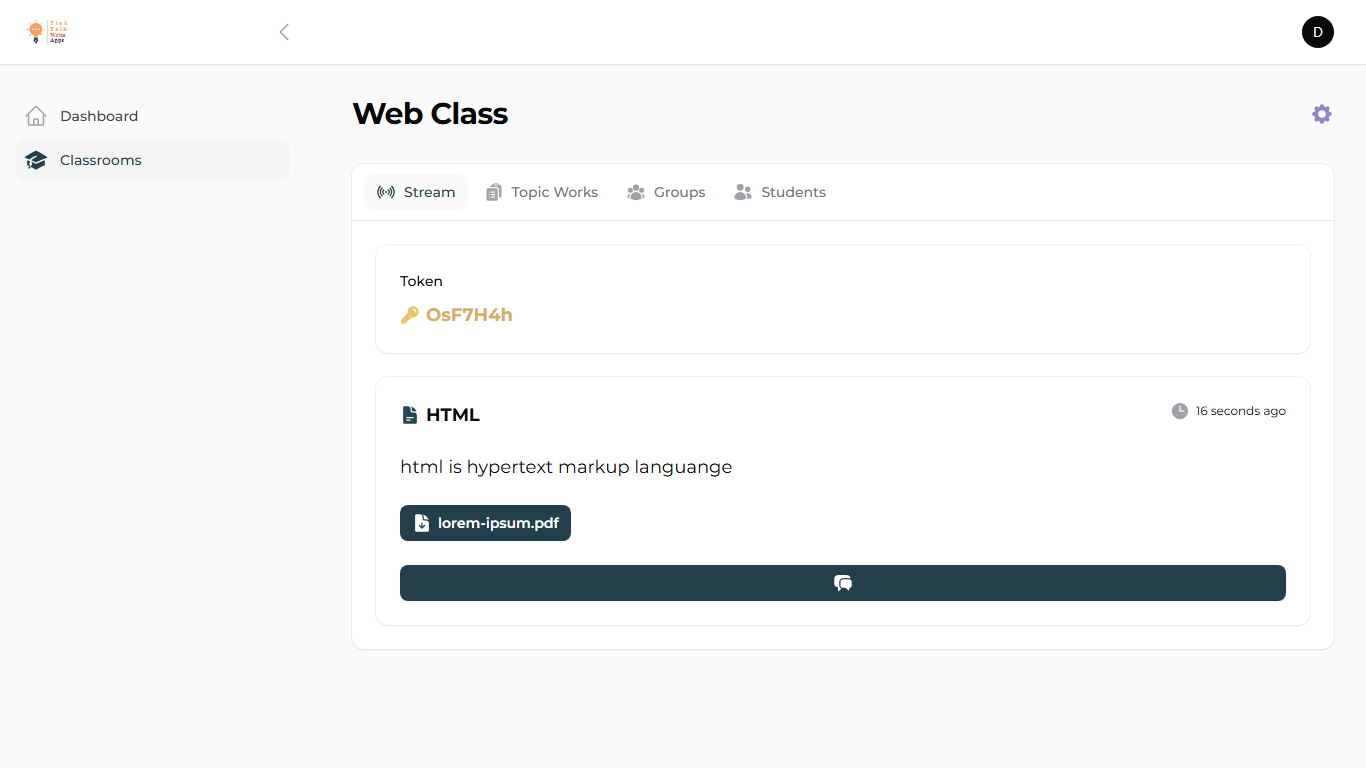 Think
Talk
Write
Apps
D
Dashboard
Classrooms
Web Class
Stream
Topic Works
Groups
Students
Token
OsF7H4h
HTML
16 seconds ago
html is hypertext markup languange
lorem-ipsum.pdf